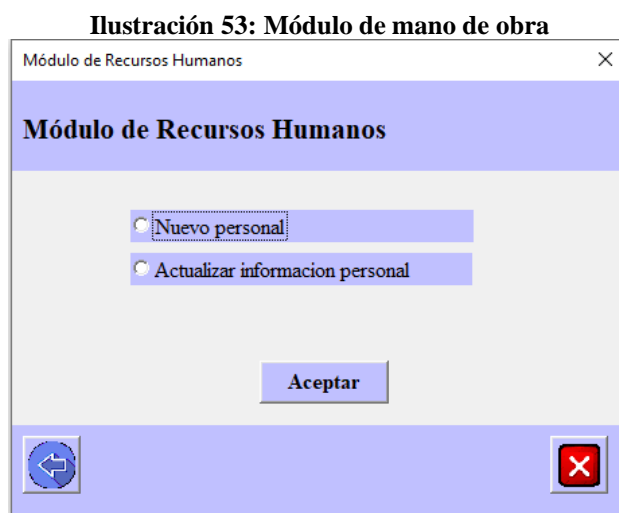 Ilustración 53: Módulo de mano de obra
Módulo de Recursos Humanos
Módulo de Recursos Humanos
Nuevo personal
Actualizar informacion personal
Aceptar